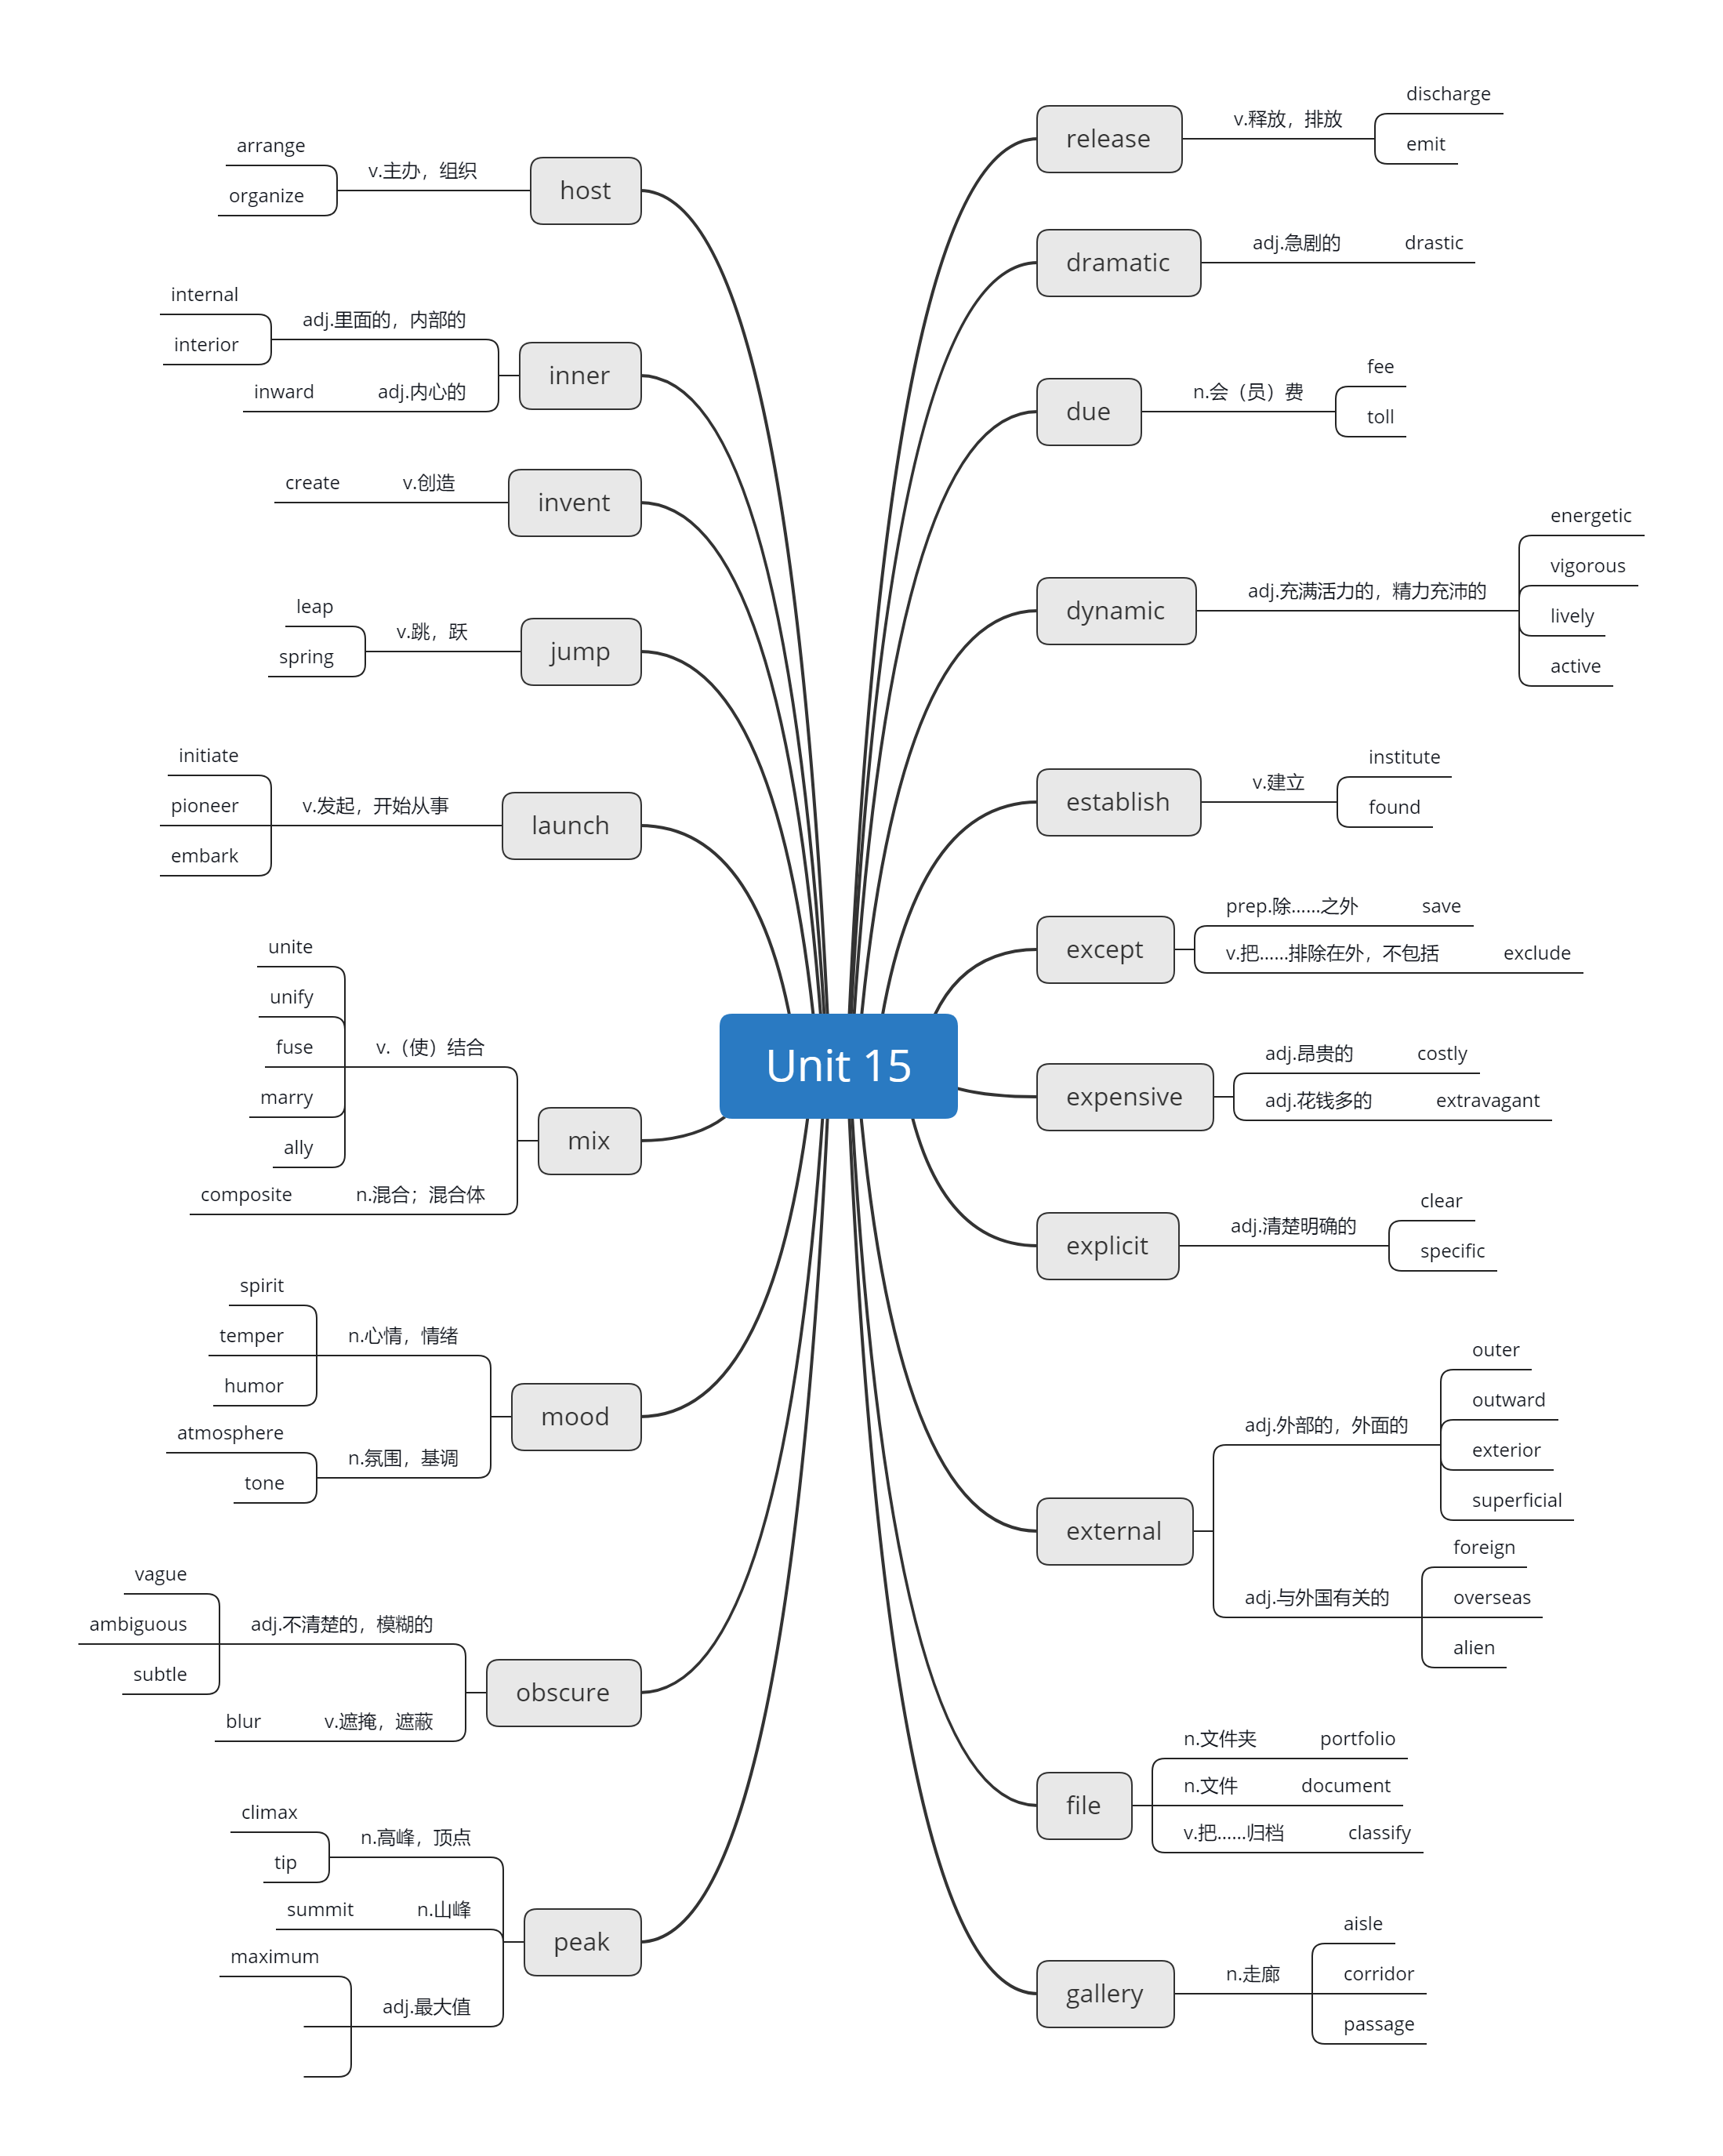 Unit 15
release
v.释放，排放
discharge
emit
dramatic
adj.急剧的
drastic
due
n.会（员）费
fee
toll
dynamic
adj.充满活力的，精力充沛的
energetic
vigorous
lively
active
establish
v.建立
institute
found
except
prep.除……之外
save
v.把……排除在外，不包括
exclude
expensive
adj.昂贵的
costly
adj.花钱多的
extravagant
explicit
adj.清楚明确的
clear
specific
external
adj.外部的，外面的
outer
outward
exterior
superficial
adj.与外国有关的
foreign
overseas
alien
file
n.文件夹
portfolio
n.文件
document
v.把……归档
classify
gallery
n.走廊
aisle
corridor
passage
host
v.主办，组织
arrange
organize
inner
adj.里面的，内部的
internal
interior
adj.内心的
inward
invent
v.创造
create
jump
v.跳，跃
leap
spring
launch
v.发起，开始从事
initiate
pioneer
embark
mix
v.（使）结合
unite
unify
fuse
marry
ally
n.混合；混合体
composite
mood
n.心情，情绪
spirit
temper
humor
n.氛围，基调
atmosphere
tone
obscure
adj.不清楚的，模糊的
vague
ambiguous
subtle
v.遮掩，遮蔽
blur
peak
n.高峰，顶点
climax
tip
n.山峰
summit
adj.最大值
maximum